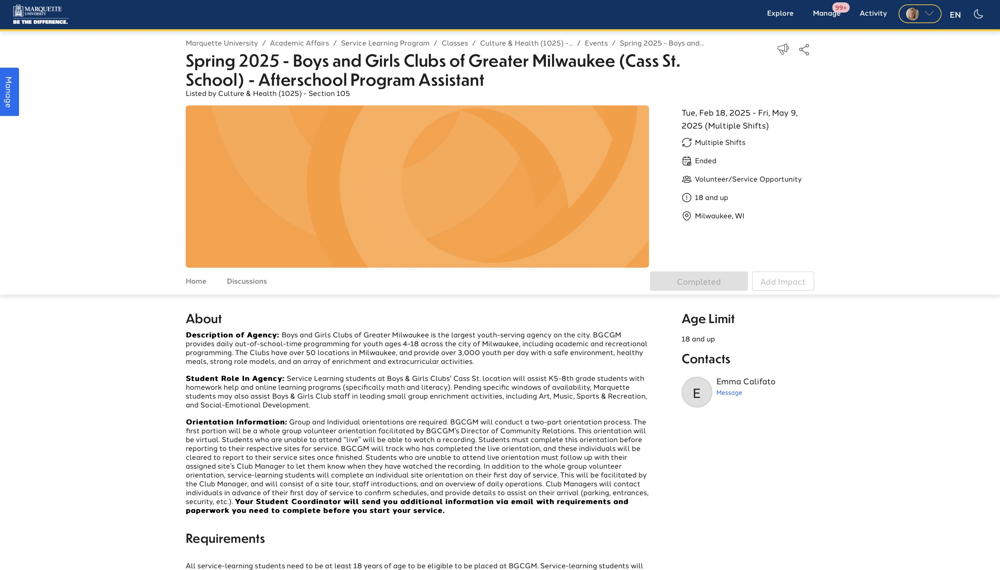 MARQUETTE
UNIVERSITY
BE THE DIFFERENCE.
Explore
Manage
99+
Activity
EN
Marquette University / Academic Affairs / Service Learning Program / Classes / Culture & Health (1025) -... / Events / Spring 2025 - Boys and...
Spring 2025 - Boys and Girls Clubs of Greater Milwaukee (Cass St.
School) - Afterschool Program Assistant
Listed by Culture & Health (1025) - Section 105
Manage
Tue, Feb 18, 2025 - Fri, May 9,
2025 (Multiple Shifts)
Multiple Shifts
Ended
Volunteer/Service Opportunity
18 and up
Milwaukee, WI
Home
Discussions
Completed
Add Impact
About
Description of Agency: Boys and Girls Clubs of Greater Milwaukee is the largest youth-serving agency on the city. BGCGM
provides daily out-of-school-time programming for youth ages 4-18 across the city of Milwaukee, including academic and recreational
programming. The Clubs have over 50 locations in Milwaukee, and provide over 3,000 youth per day with a safe environment, healthy
meals, strong role models, and an array of enrichment and extracurricular activities.
Student Role In Agency: Service Learning students at Boys & Girls Clubs' Cass St. location will assist K5-8th grade students with
homework help and online learning programs (specifically math and literacy). Pending specific windows of availability, Marquette
students may also assist Boys & Girls Club staff in leading small group enrichment activities, including Art, Music, Sports & Recreation,
and Social-Emotional Development.
Orientation Information: Group and Individual orientations are required. BGCGM will conduct a two-part orientation process. The
first portion will be a whole group volunteer orientation facilitated by BGCGM’s Director of Community Relations. This orientation will
be virtual. Students who are unable to attend “live” will be able to watch a recording. Students must complete this orientation before
reporting to their respective sites for service. BGCGM will track who has completed the live orientation, and these individuals will be
cleared to report to their service sites once finished. Students who are unable to attend live orientation must follow up with their
assigned site’s Club Manager to let them know when they have watched the recording. In addition to the whole group volunteer
orientation, service-learning students will complete an individual site orientation on their first day of service. This will be facilitated by
the Club Manager, and will consist of a site tour, staff introductions, and an overview of daily operations. Club Managers will contact
individuals in advance of their first day of service to confirm schedules, and provide details to assist on their arrival (parking, entrances,
security, etc.). Your Student Coordinator will send you additional information via email with requirements and
paperwork you need to complete before you start your service.
Requirements
All service-learning students need to be at least 18 years of age to be eligible to be placed at BGCGM. Service-learning students will
Age Limit
18 and up
Contacts
E
Emma Califato
Message